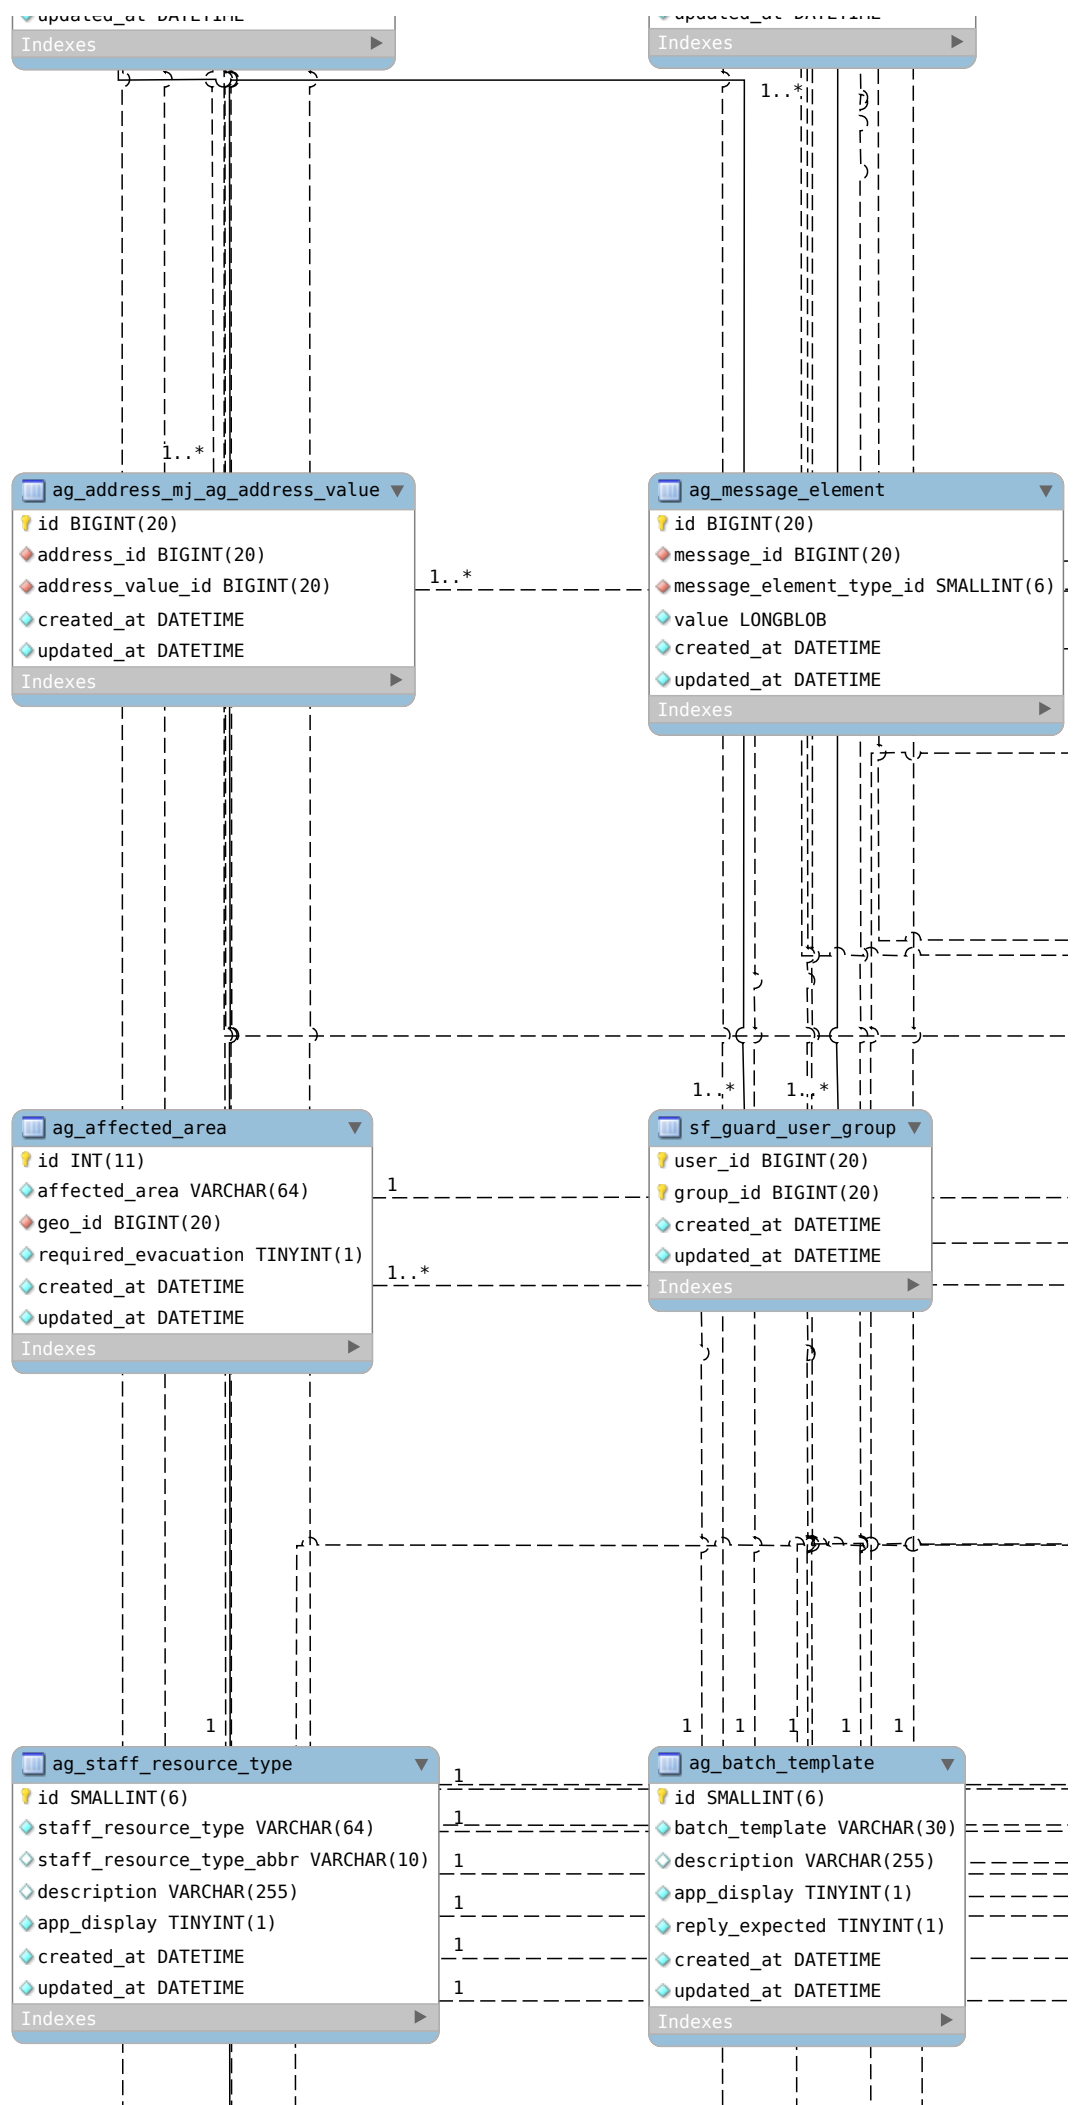 updated_at DATETIME
Indexes
updated_at DATETIME
Indexes
1..*
1..*
ag_address_mj_ag_address_value
id BIGINT(20)
address_id BIGINT(20)
address_value_id BIGINT(20)
created_at DATETIME
updated_at DATETIME
Indexes
1..*
ag_message_element
id BIGINT(20)
message_id BIGINT(20)
message_element_type_id SMALLINT(6)
value LONGBLOB
created_at DATETIME
updated_at DATETIME
Indexes
1..*
1..*
ag_affected_area
id INT(11)
affected_area VARCHAR(64)
geo_id BIGINT(20)
required_evacuation TINYINT(1)
created_at DATETIME
updated_at DATETIME
Indexes
1
1..*
sf_guard_user_group
user_id BIGINT(20)
group_id BIGINT(20)
created_at DATETIME
updated_at DATETIME
Indexes
1
1
1
1
1
1
ag_staff_resource_type
id SMALLINT(6)
staff_resource_type VARCHAR(64)
staff_resource_type_abbr VARCHAR(10)
description VARCHAR(255)
app_display TINYINT(1)
created_at DATETIME
updated_at DATETIME
Indexes
1
1
1
1
1
1
ag_batch_template
id SMALLINT(6)
batch_template VARCHAR(30)
description VARCHAR(255)
app_display TINYINT(1)
reply_expected TINYINT(1)
created_at DATETIME
updated_at DATETIME
Indexes